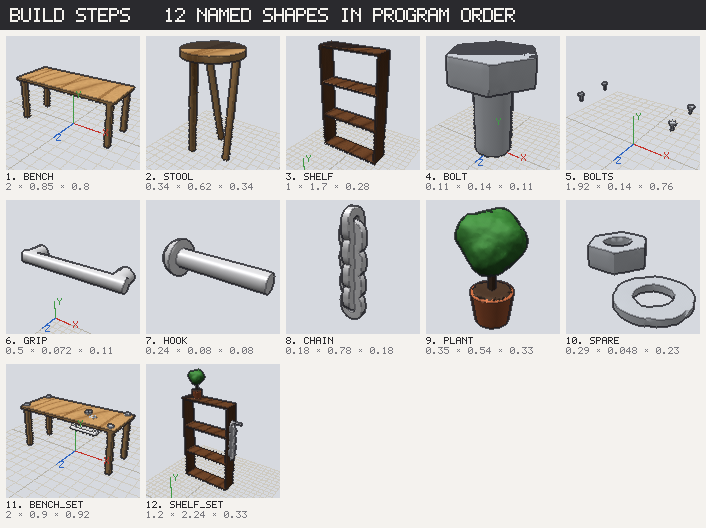 BUILD STEPS 12 NAMED SHAPES IN PROGRAM ORDER
1. BENCH
2 × 0.85 × 0.8
2. STOOL
0.34 × 0.62 × 0.34
3. SHELF
1 × 1.7 × 0.28
4. BOLT
0.11 × 0.14 × 0.11
5. BOLTS
1.92 × 0.14 × 0.76
6. GRIP
0.5 × 0.072 × 0.11
7. HOOK
0.24 × 0.08 × 0.08
8. CHAIN
0.18 × 0.78 × 0.18
9. PLANT
0.35 × 0.54 × 0.33
10. SPARE
0.29 × 0.048 × 0.23
11. BENCH_SET
2 × 0.9 × 0.92
12. SHELF_SET
1.2 × 2.24 × 0.33